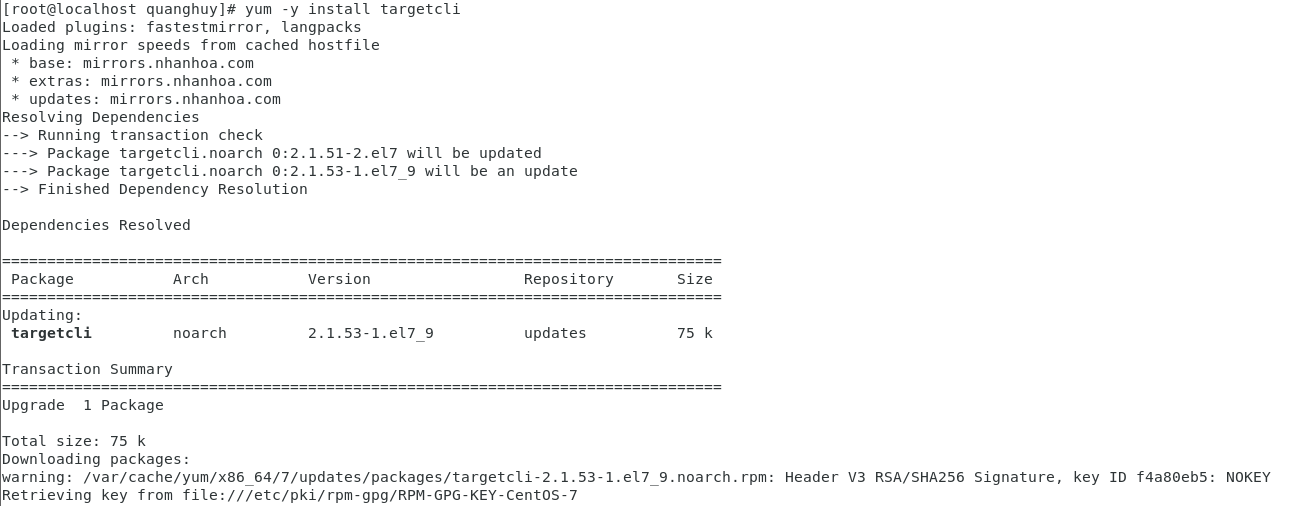 [root@localhost quanghuy]# yum -y install targetcli
Loaded plugins: fastestmirror, langpacks
Loading mirror speeds from cached hostfile
 * base: mirrors.nhanhoa.com
 * extras: mirrors.nhanhoa.com
 * updates: mirrors.nhanhoa.com
Resolving Dependencies
--> Running transaction check
---> Package targetcli.noarch 0:2.1.51-2.el7 will be updated
---> Package targetcli.noarch 0:2.1.53-1.el7_9 will be an update
--> Finished Dependency Resolution

Dependencies Resolved

================================================================================
 Package           Arch           Version                 Repository       Size
================================================================================
Updating:
 targetcli         noarch         2.1.53-1.el7_9          updates          75 k

Transaction Summary
================================================================================
Upgrade  1 Package

Total size: 75 k
Downloading packages:
warning: /var/cache/yum/x86_64/7/updates/packages/targetcli-2.1.53-1.el7_9.noarch.rpm: Header V3 RSA/SHA256 Signature, key ID f4a80eb5: NOKEY
Retrieving key from file:///etc/pki/rpm-gpg/RPM-GPG-KEY-CentOS-7